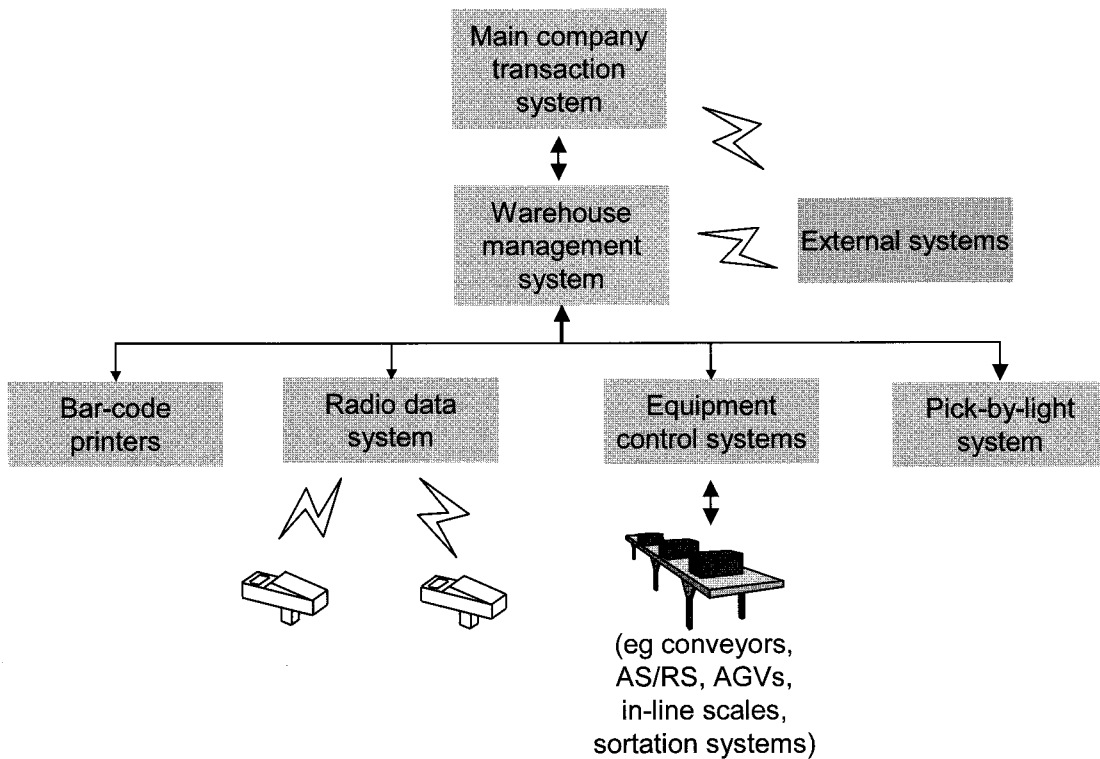 Main company
transaction
system
Warehouse
management
system
External systems
Bar-code
printers
Radio data
system
Equipment
control systems
Pick-by-light
system
(eg conveyors,
AS/RS, AGVs,
in-line scales,
sortation systems)